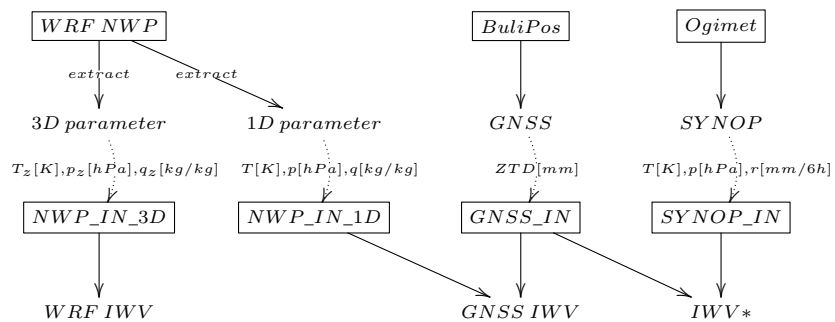 WRF NWP BuliPos Ogimet
extract extract
3D parameter 1D parameter GNSS SYNOP
T_z[K],p_z[hPa],q_z[kg/kg] T[K],p[hPa],q[kg/kg] ZTD[mm] T[K],p[hPa],r[mm/6h]
NWP_IN_3D NWP_IN_1D GNSS_IN SYNOP_IN
WRF IWV GNSS IWV IWV*